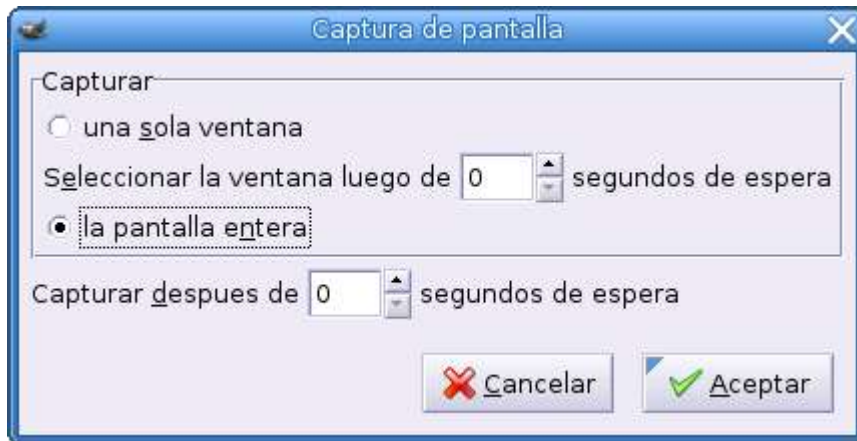 Captura de pantalla
Capturar
una sola ventana
Seleccionar la ventana luego de 0 segundos de espera
la pantalla entera
Capturar despues de 0 segundos de espera
Cancelar Aceptar